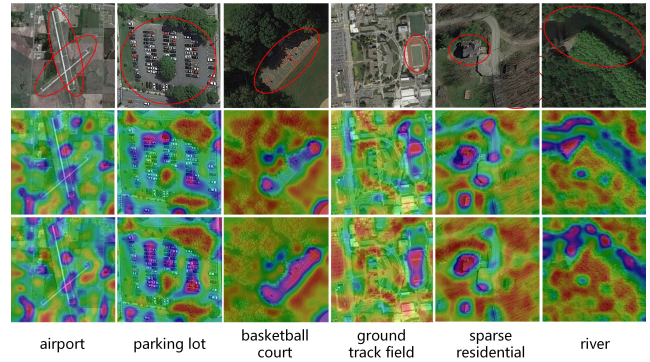 airport
parking lot
basketball
court
ground
track field
sparse
residential
river